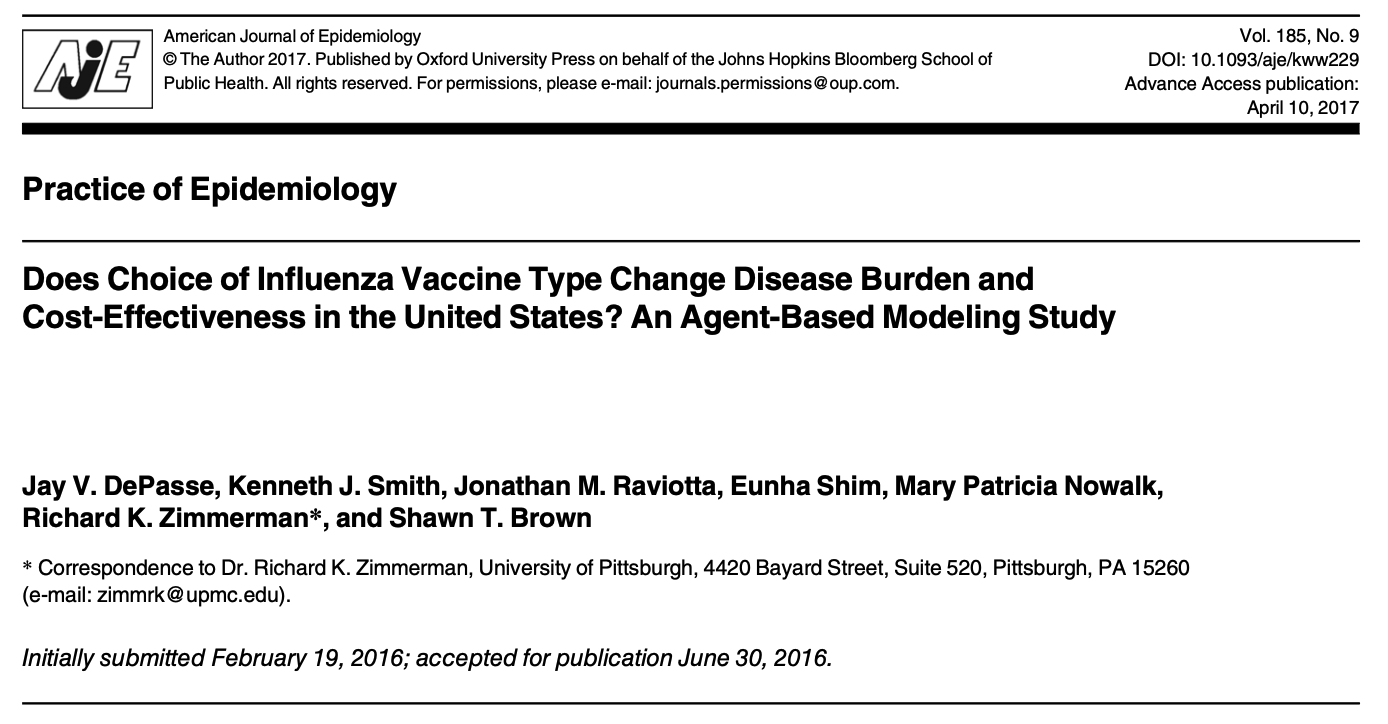 AJE
American Journal of Epidemiology
© The Author 2017. Published by Oxford University Press on behalf of the Johns Hopkins Bloomberg School of
Public Health. All rights reserved. For permissions, please e-mail: journals.permissions@oup.com.
Vol. 185, No. 9
DOI: 10.1093/aje/kww229
Advance Access publication:
April 10, 2017
Practice of Epidemiology
Does Choice of Influenza Vaccine Type Change Disease Burden and
Cost-Effectiveness in the United States? An Agent-Based Modeling Study
Jay V. DePasse, Kenneth J. Smith, Jonathan M. Raviotta, Eunha Shim, Mary Patricia Nowalk,
Richard K. Zimmerman*, and Shawn T. Brown
* Correspondence to Dr. Richard K. Zimmerman, University of Pittsburgh, 4420 Bayard Street, Suite 520, Pittsburgh, PA 15260
(e-mail: zimmrk@upmc.edu).
Initially submitted February 19, 2016; accepted for publication June 30, 2016.